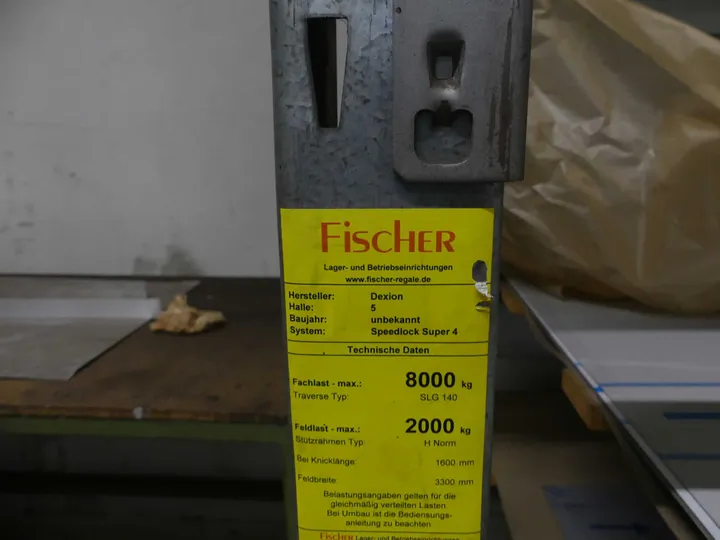 Fischer
Lager- und Betriebseinrichtungen
www.fischer-regale.de
Hersteller: Dexion
Halle: 5
Baujahr: unbekannt
System: Speedlock Super 4
Technische Daten
Fachlast - max.: 8000 kg
Traverse Typ: SLG 140
Feldlast - max.: 2000 kg
Stützrahmen Typ: H Norm
Bei Knicklänge: 1600 mm
Feldbreite: 3300 mm
Belastungsangaben gelten für die
gleichmäßig verteilten Lasten
Bei Umbau ist die Bedienungs-
anleitung zu beachten
Fischer Lager- und Betriebseinrichtungen